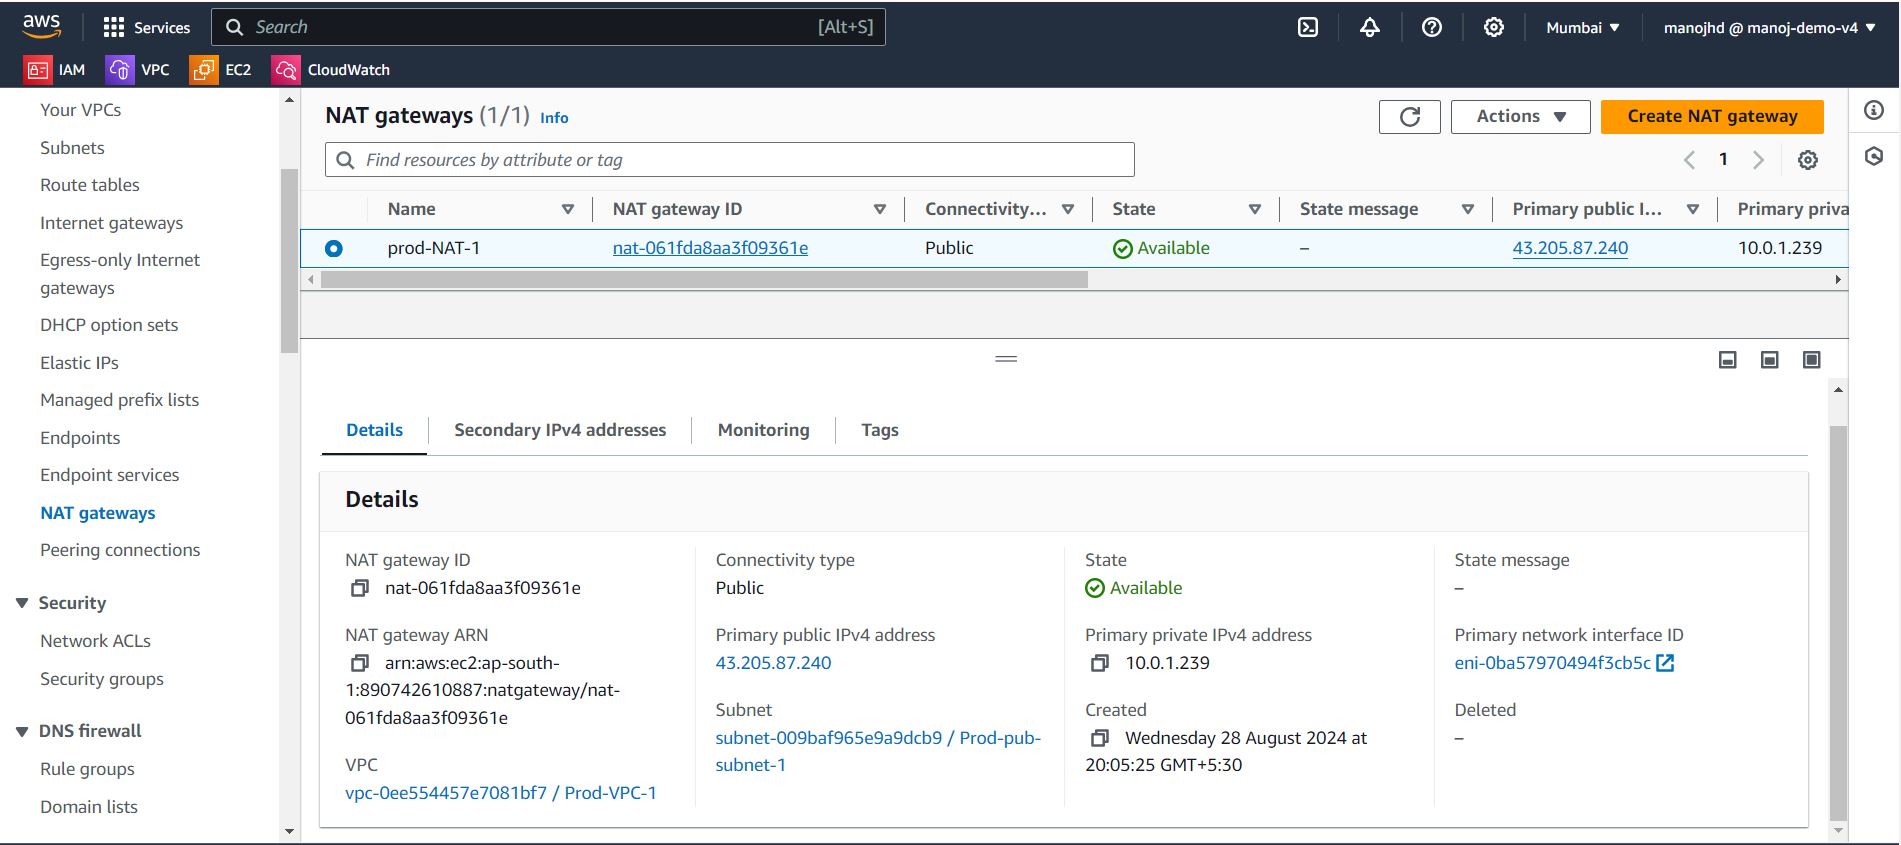 aws Services Search [Alt+S] Mumbai manojhd @ manoj-demo-v4
IAM VPC EC2 CloudWatch
Your VPCs
Subnets
Route tables
Internet gateways
Egress-only Internet
gateways
DHCP option sets
Elastic IPs
Managed prefix lists
Endpoints
Endpoint services
NAT gateways
Peering connections
Security
Network ACLs
Security groups
DNS firewall
Rule groups
Domain lists
NAT gateways (1/1) Info
Actions
Create NAT gateway
Find resources by attribute or tag
1
Name NAT gateway ID Connectivity... State State message Primary public I... Primary priva
prod-NAT-1 nat-061fda8aa3f09361e Public Available – 43.205.87.240 10.0.1.239
Details Secondary IPv4 addresses Monitoring Tags
Details
NAT gateway ID
nat-061fda8aa3f09361e
Connectivity type
Public
State
Available
State message
–
NAT gateway ARN
arn:aws:ec2:ap-south-
1:890742610887:natgateway/nat-
061fda8aa3f09361e
Primary public IPv4 address
43.205.87.240
Primary private IPv4 address
10.0.1.239
Primary network interface ID
eni-0ba57970494f3cb5c
VPC
vpc-0ee554457e7081bf7 / Prod-VPC-1
Subnet
subnet-009baf965e9a9dcb9 / Prod-pub-
subnet-1
Created
Wednesday 28 August 2024 at
20:05:25 GMT+5:30
Deleted
–